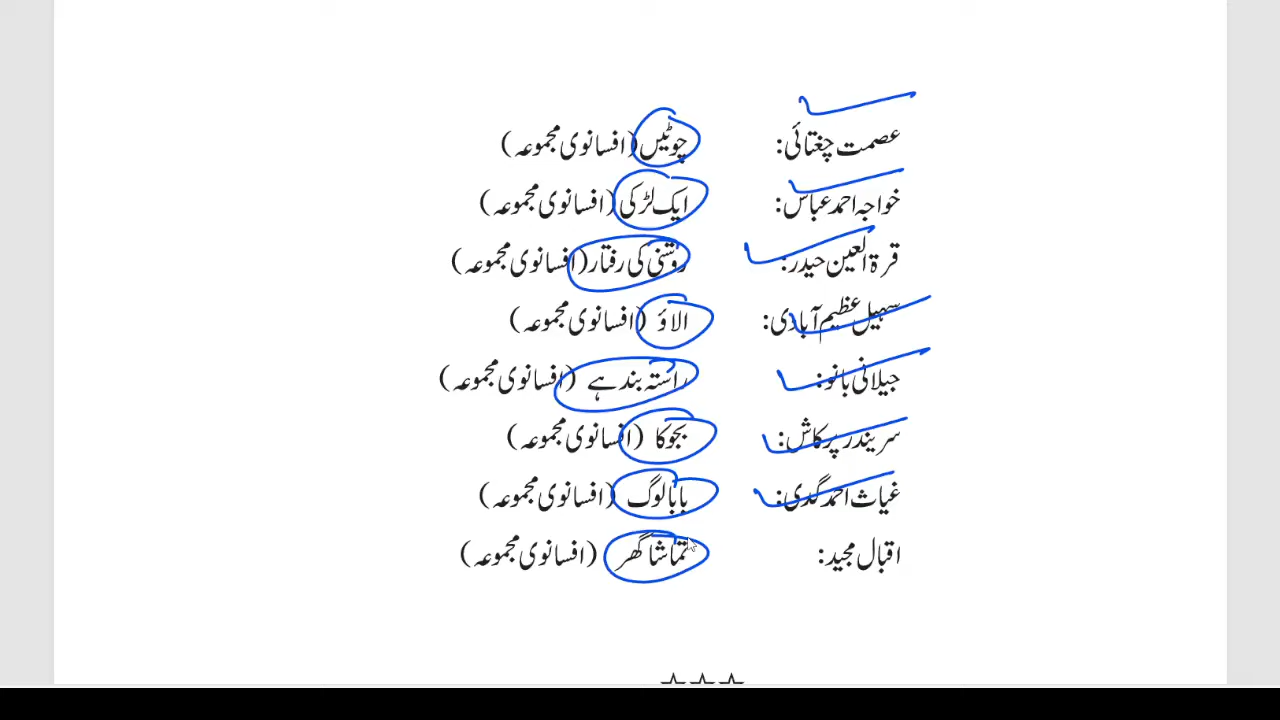 عصمت چغتائی: چوٹیں (افسانوی مجموعہ)
خواجہ احمد عباس: ایک لڑکی (افسانوی مجموعہ)
قرۃ العین حیدر: روشنی کی رفتار (افسانوی مجموعہ)
سہیل عظیم آبادی: الاؤ (افسانوی مجموعہ)
جیلانی بانو: راستہ بند ہے (افسانوی مجموعہ)
سریندر پرکاش: بجوکا (افسانوی مجموعہ)
غیاث احمد گدی: بابا لوگ (افسانوی مجموعہ)
اقبال مجید: تماشا گھر (افسانوی مجموعہ)